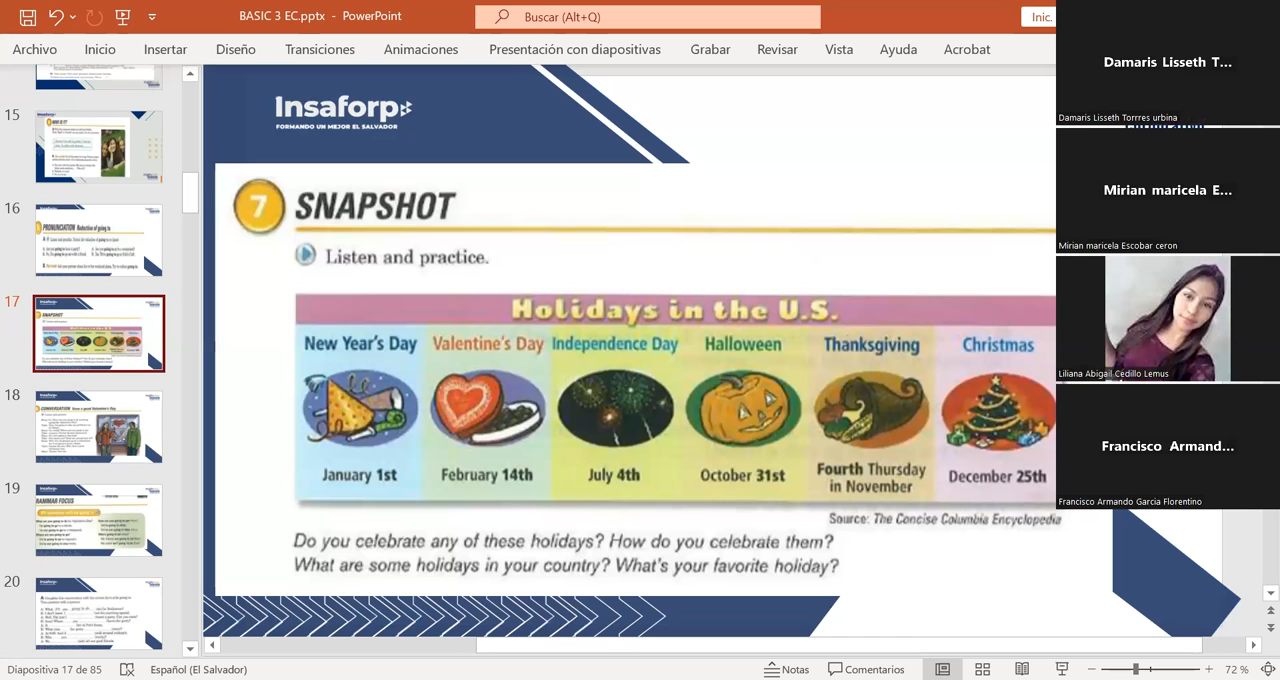 BASIC 3 EC.pptx - PowerPoint
Buscar (Alt+Q)
Inic.
Archivo Inicio Insertar Diseño Transiciones Animaciones Presentación con diapositivas Grabar Revisar Vista Ayuda Acrobat
15
16
17
18
19
20
Insaforp
FORMANDO UN MEJOR EL SALVADOR
7 SNAPSHOT
Listen and practice.
Holidays in the U.S.
New Year's Day Valentine's Day Independence Day Halloween Thanksgiving Christmas
January 1st February 14th July 4th October 31st Fourth Thursday in November December 25th
Source: The Concise Columbia Encyclopedia
Do you celebrate any of these holidays? How do you celebrate them?
What are some holidays in your country? What's your favorite holiday?
Damaris Lisseth T...
Damaris Lisseth Torrres urbina
Mirian maricela E...
Mirian maricela Escobar ceron
Liliana Abigail Cedillo Lemus
Francisco Armand...
Francisco Armando Garcia Florentino
Diapositiva 17 de 85 Español (El Salvador) Notas Comentarios 72 %